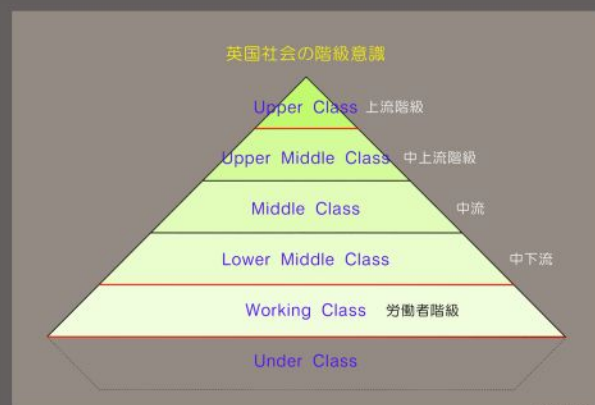 英国社会の階級意識
Upper Class 上流階級
Upper Middle Class 中上流階級
Middle Class 中流
Lower Middle Class 中下流
Working Class 労働者階級
Under Class